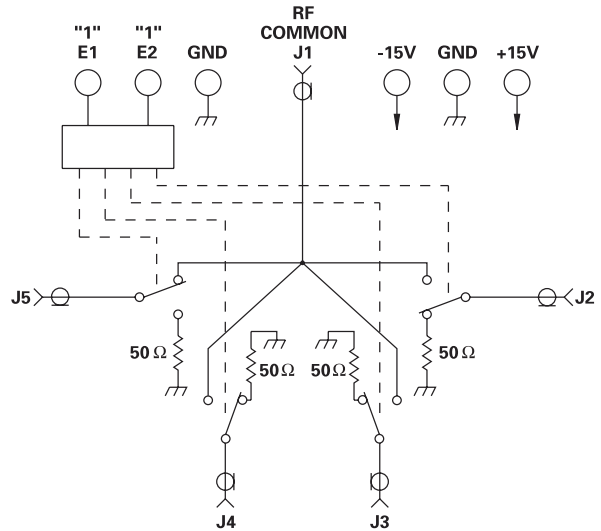 RF
COMMON
J1
"1"
E1
"1"
E2
GND
-15V
GND
+15V
J5
J2
50 Ω
50 Ω
50 Ω
50 Ω
J4
J3